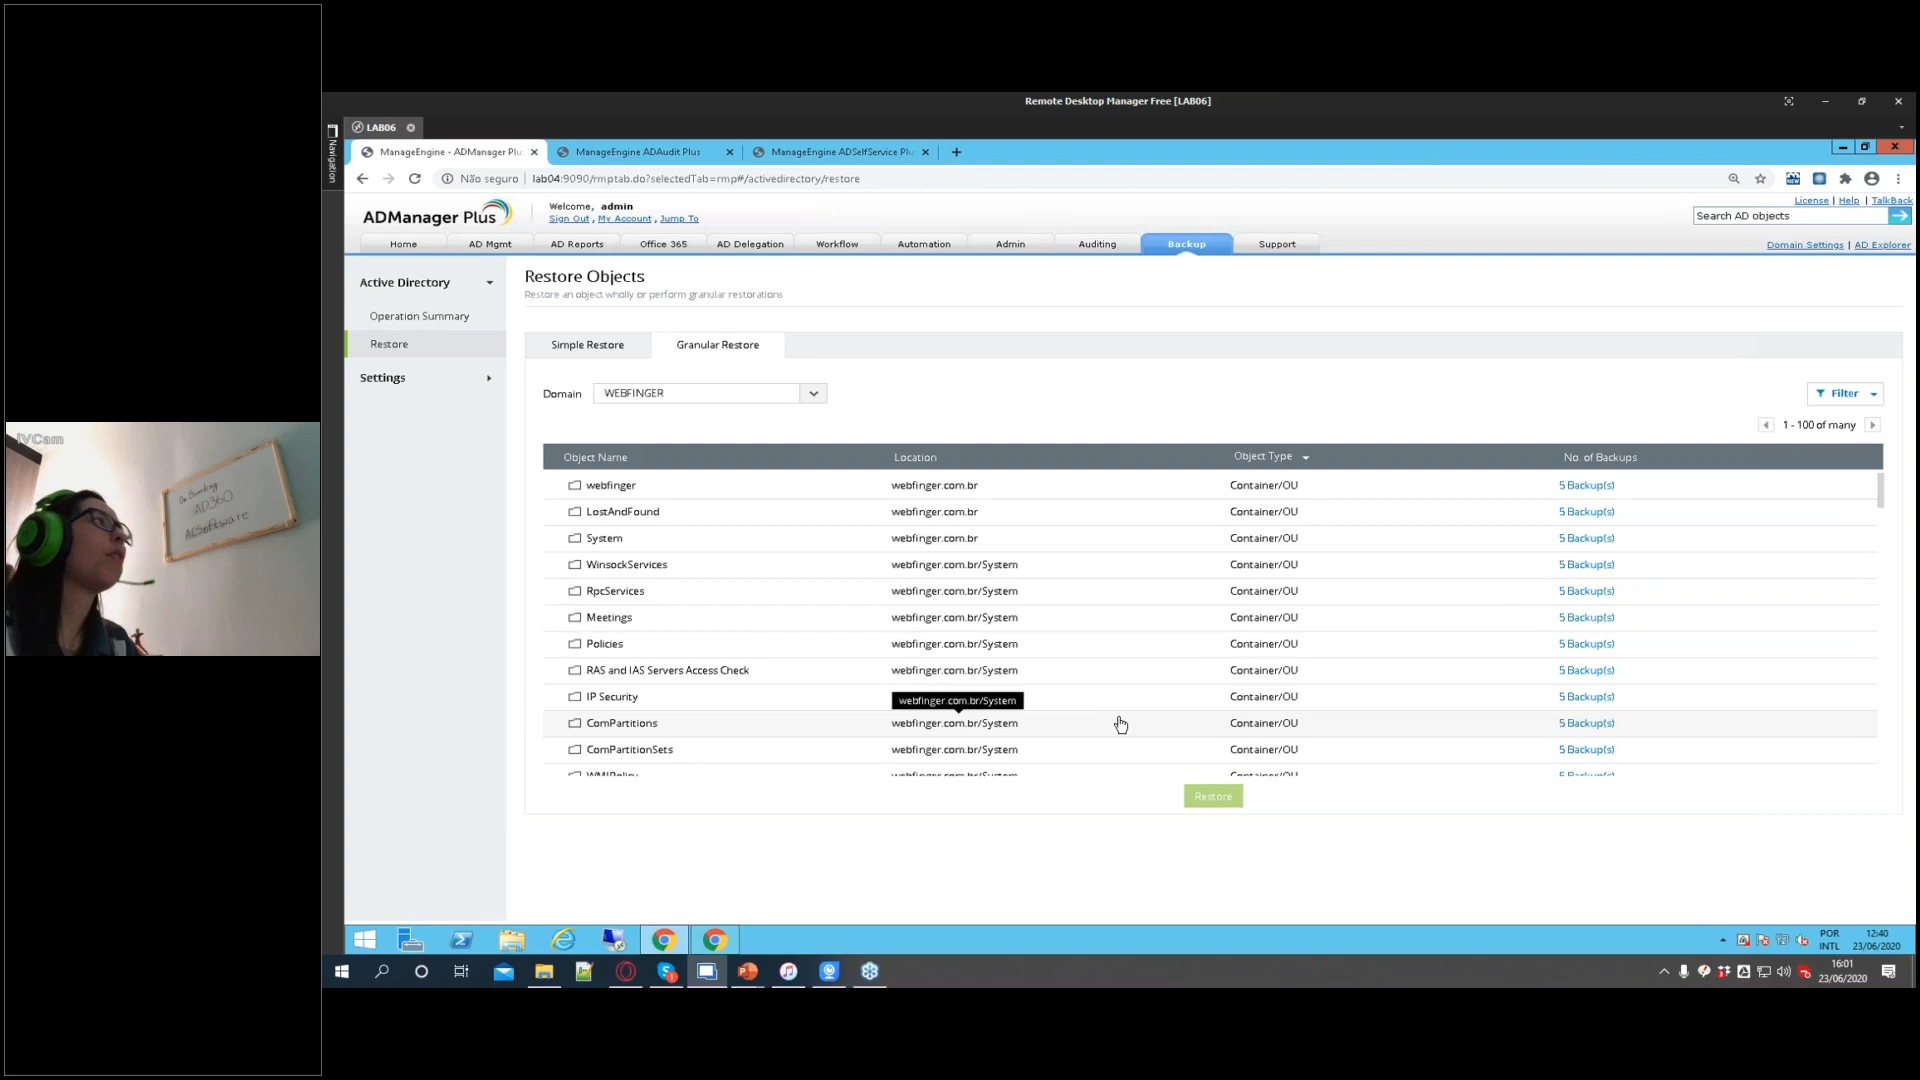 Remote Desktop Manager Free [LAB06]
LAB06
Navigation
ManageEngine - ADManager Plu
ManageEngine ADAudit Plus
ManageEngine ADSelfService Plu
Não seguro
lab04:9090/rmptab.do?selectedTab=rmp#/activedirectory/restore
License | Help | TalkBack
ADManager Plus
Welcome, admin
Sign Out , My Account , Jump To
Search AD objects
Home
AD Mgmt
AD Reports
Office 365
AD Delegation
Workflow
Automation
Admin
Auditing
Backup
Support
Domain Settings | AD Explorer
Active Directory
Operation Summary
Restore
Settings
Restore Objects
Restore an object wholly or perform granular restorations
Simple Restore
Granular Restore
Domain
WEBFINGER
Filter
1 - 100 of many
Object Name Location Object Type No. of Backups
webfinger webfinger.com.br Container/OU 5 Backup(s)
LostAndFound webfinger.com.br Container/OU 5 Backup(s)
System webfinger.com.br Container/OU 5 Backup(s)
WinsockServices webfinger.com.br/System Container/OU 5 Backup(s)
RpcServices webfinger.com.br/System Container/OU 5 Backup(s)
Meetings webfinger.com.br/System Container/OU 5 Backup(s)
Policies webfinger.com.br/System Container/OU 5 Backup(s)
RAS and IAS Servers Access Check webfinger.com.br/System Container/OU 5 Backup(s)
IP Security webfinger.com.br/System Container/OU 5 Backup(s)
ComPartitions webfinger.com.br/System Container/OU 5 Backup(s)
ComPartitionSets webfinger.com.br/System Container/OU 5 Backup(s)
WMIPolicy webfinger.com.br/System Container/OU 5 Backup(s)
Restore
POR
INTL
12:40
23/06/2020
16:01
23/06/2020
iVCam
On Boarding
AD360
ACSoftware